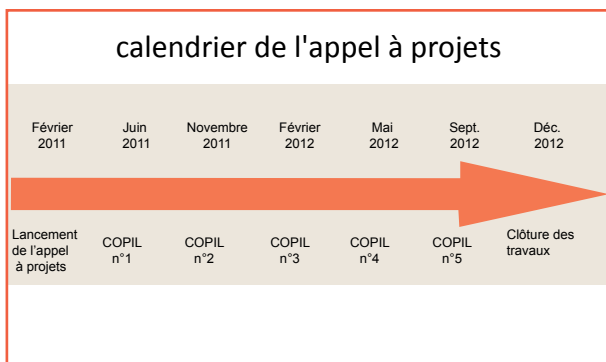 calendrier de l'appel à projets
Février Juin Novembre Février Mai Sept. Déc.
2011 2011 2011 2012 2012 2012 2012
Lancement
de l'appel
à projets
COPIL
n°1
COPIL
n°2
COPIL
n°3
COPIL
n°4
COPIL
n°5
Clôture des
travaux